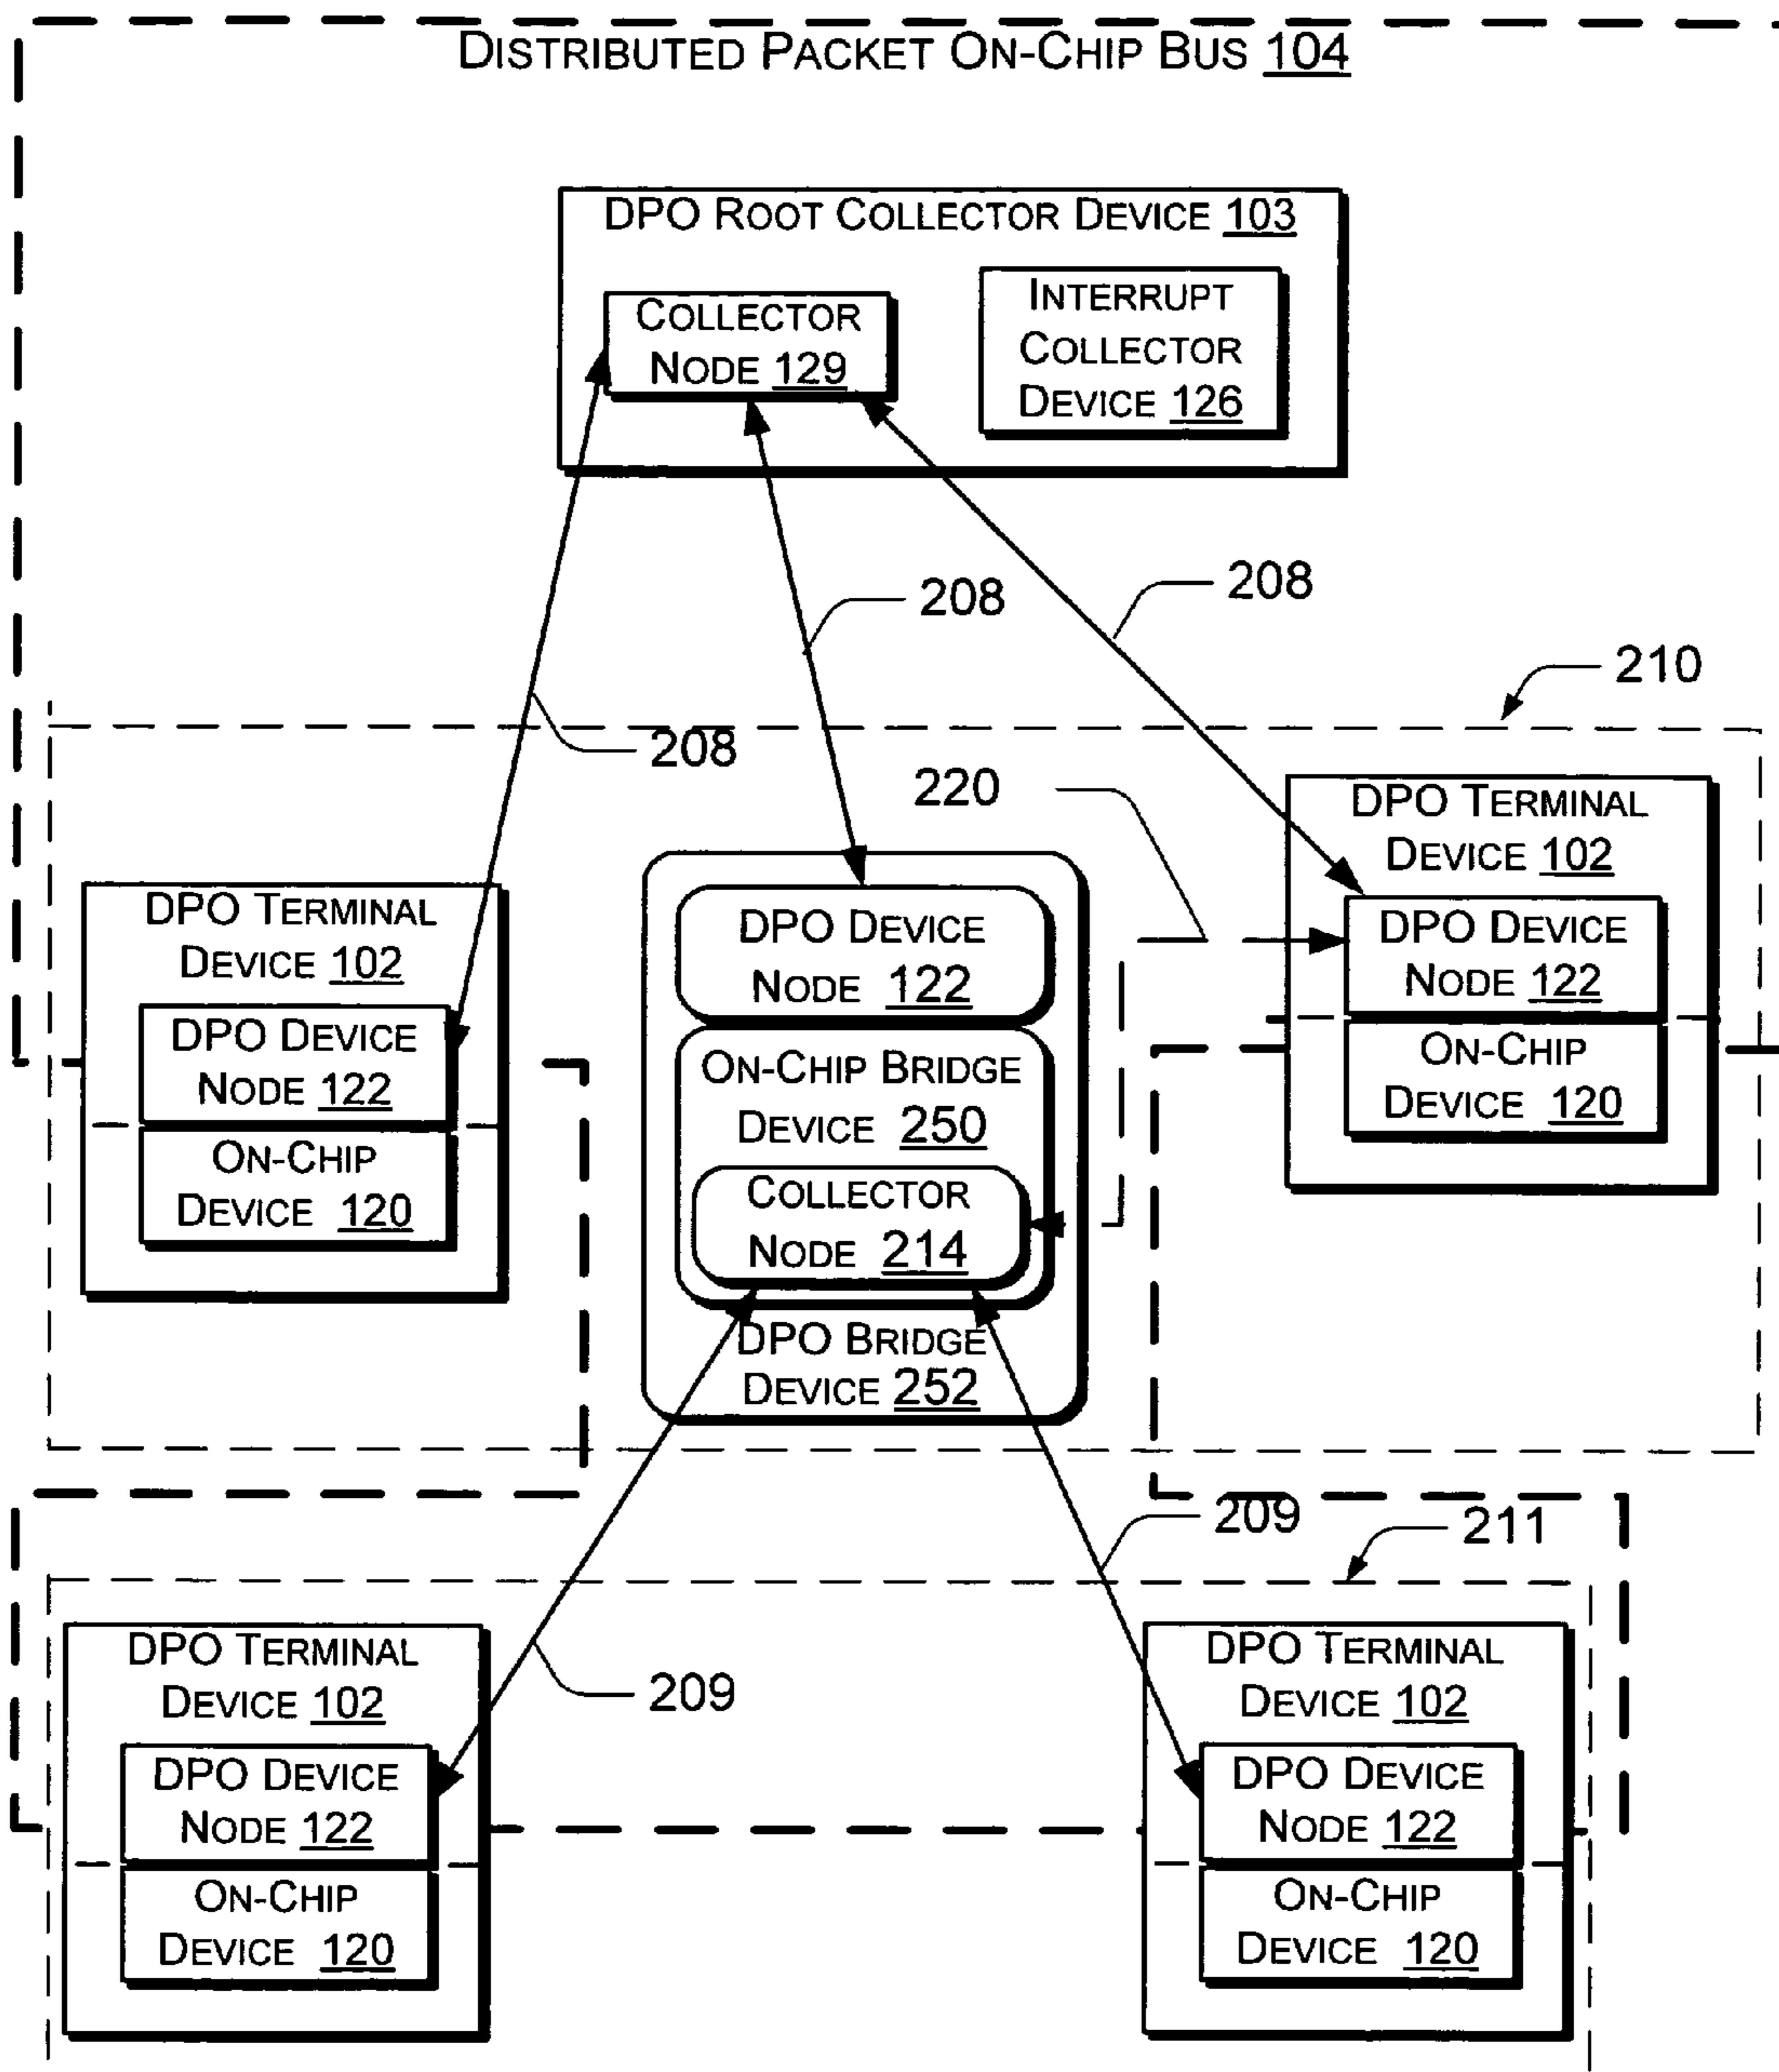 DISTRIBUTED PACKET ON-CHIP BUS 104
DPO ROOT COLLECTOR DEVICE 103
COLLECTOR
NODE 129
INTERRUPT
COLLECTOR
DEVICE 126
208
208
210
208
220
DPO TERMINAL
DEVICE 102
DPO DEVICE
NODE 122
ON-CHIP
DEVICE 120
DPO DEVICE
NODE 122
ON-CHIP BRIDGE
DEVICE 250
COLLECTOR
NODE 214
DPO BRIDGE
DEVICE 252
DPO TERMINAL
DEVICE 102
DPO DEVICE
NODE 122
ON-CHIP
DEVICE 120
209
211
DPO TERMINAL
DEVICE 102
DPO DEVICE
NODE 122
ON-CHIP
DEVICE 120
209
DPO TERMINAL
DEVICE 102
DPO DEVICE
NODE 122
ON-CHIP
DEVICE 120